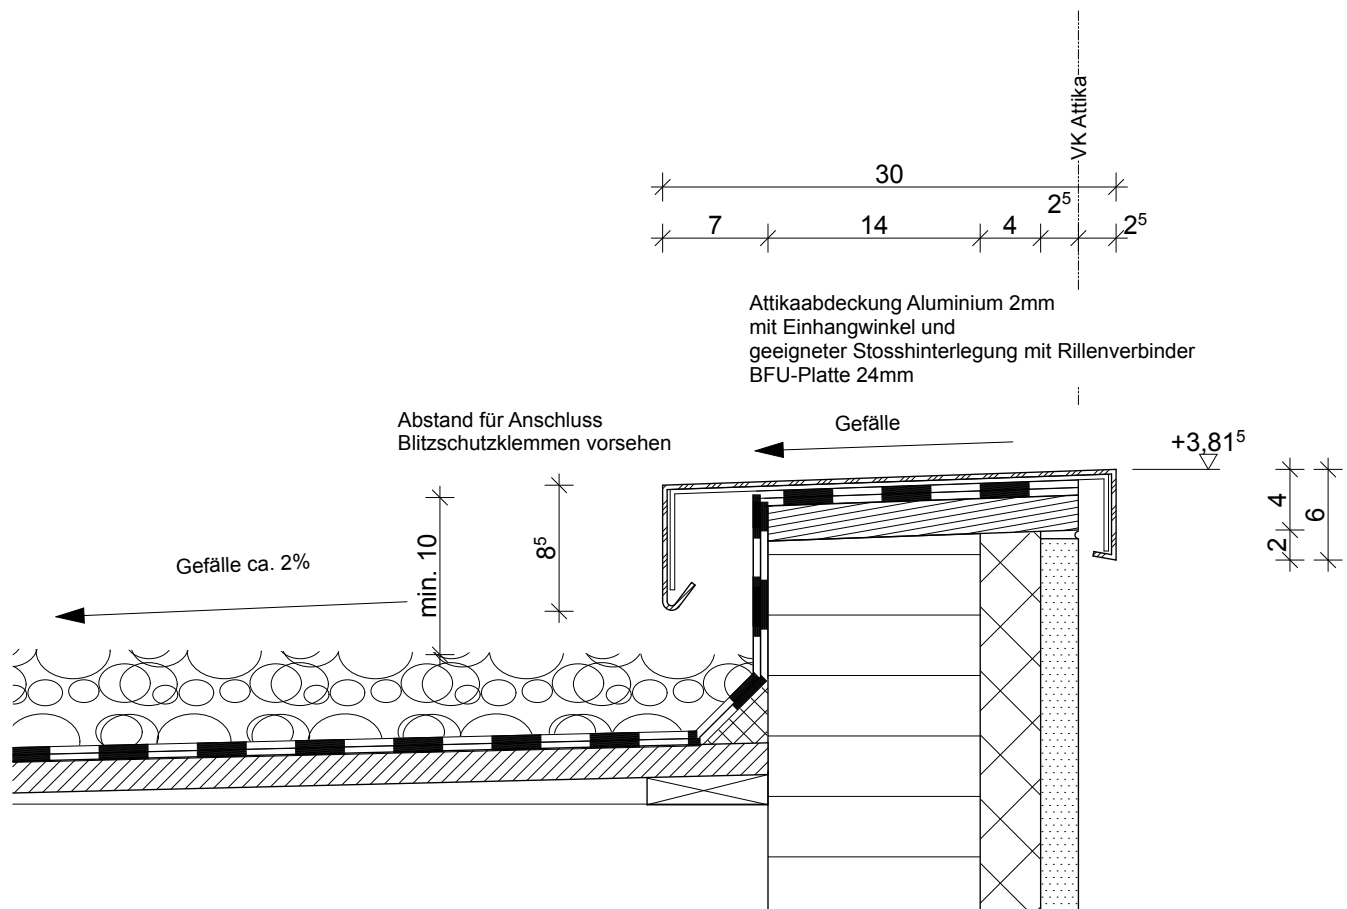 VK Attika
30
7
14
4
2⁵
2⁵
Attikaabdeckung Aluminium 2mm
mit Einhangwinkel und
geeigneter Stosshinterlegung mit Rillenverbinder
BFU-Platte 24mm
Abstand für Anschluss
Blitzschutzklemmen vorsehen
Gefälle
+3,81⁵
4
2
6
8⁵
min. 10
Gefälle ca. 2%